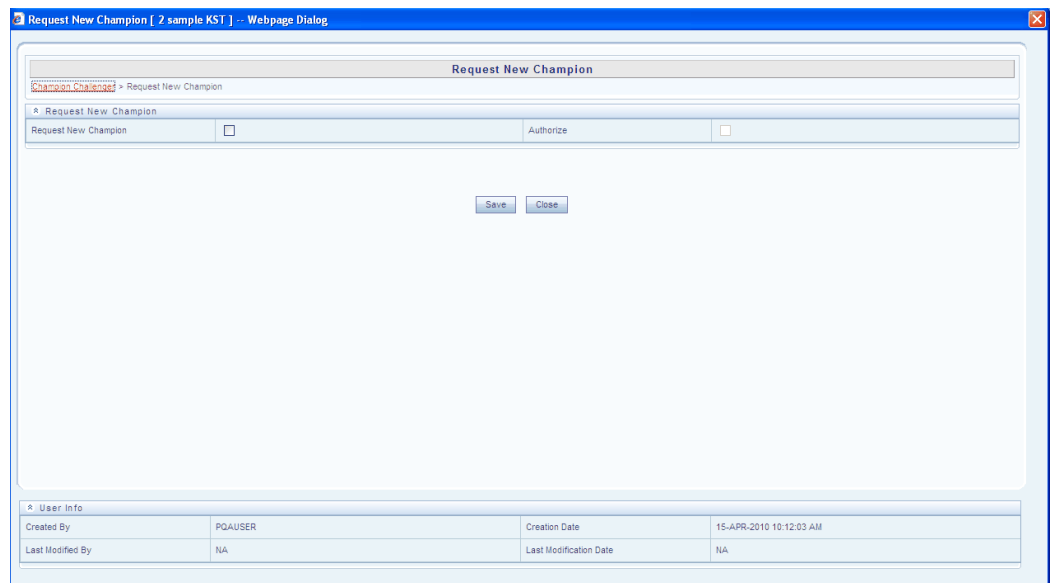 Request New Champion [ 2 sample KST ] -- Webpage Dialog
Request New Champion
Champion Challenger > Request New Champion
Request New Champion
Request New Champion Authorize
Save Close
User Info
Created By PQAUSER Creation Date 15-APR-2010 10:12:03 AM
Last Modified By NA Last Modification Date NA